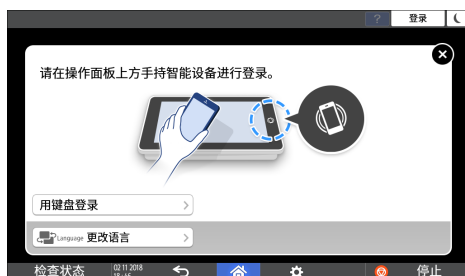 ? 登录
请在操作面板上方手持智能设备进行登录。
用键盘登录
Language 更改语言
检查状态 02 11 2018 停止